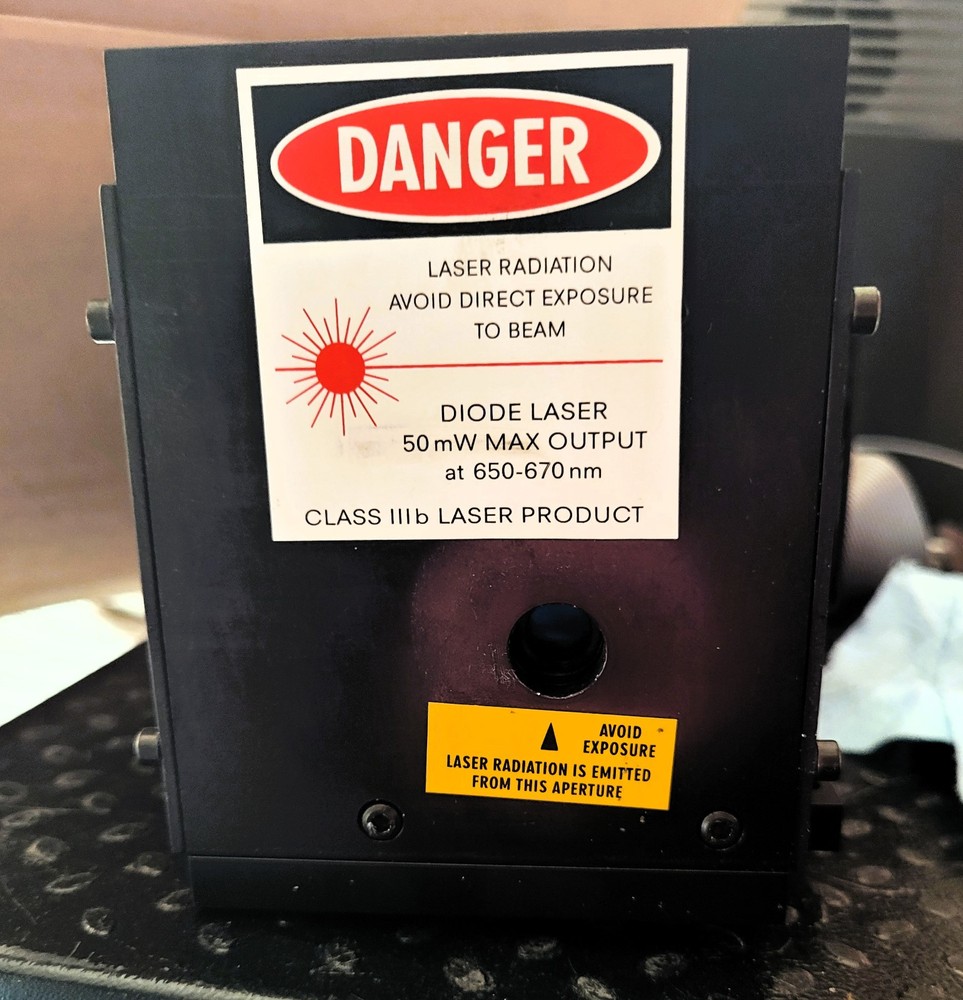 DANGER
LASER RADIATION
AVOID DIRECT EXPOSURE
TO BEAM
DIODE LASER
50 mW MAX OUTPUT
at 650-670 nm
CLASS IIIb LASER PRODUCT
AVOID
EXPOSURE
LASER RADIATION IS EMITTED
FROM THIS APERTURE